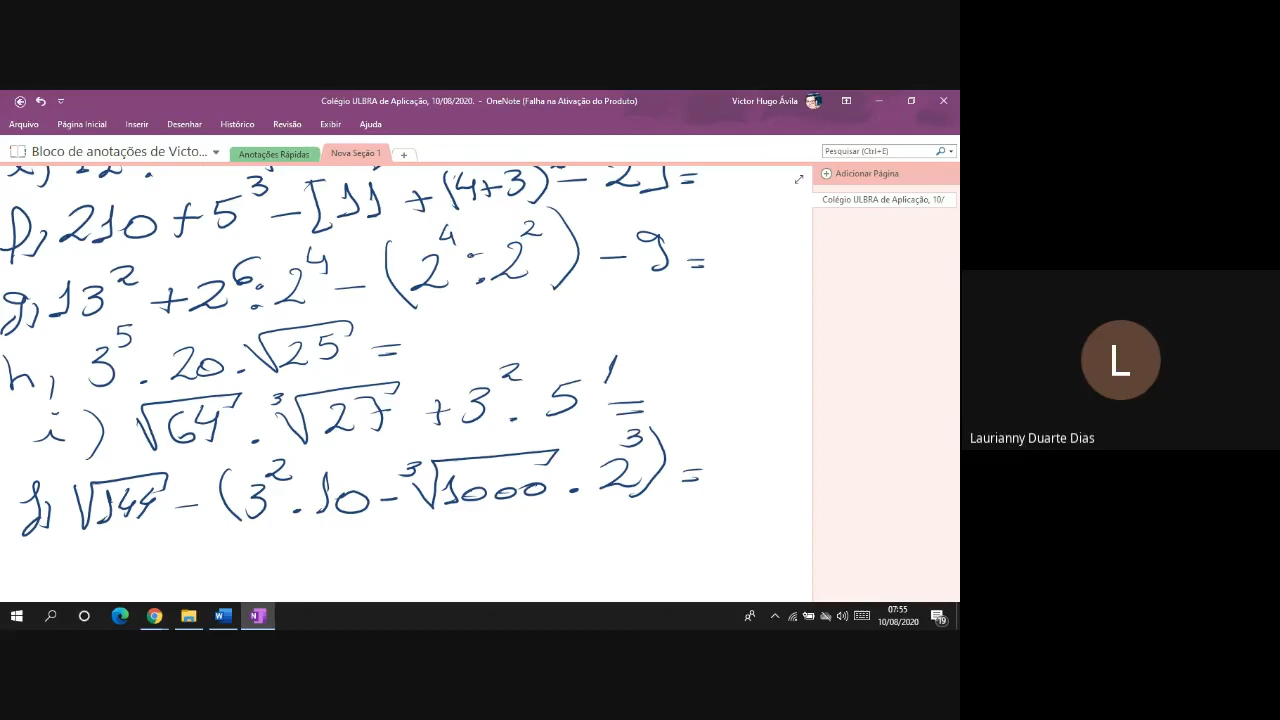 Colégio ULBRA de Aplicação, 10/08/2020. - OneNote (Falha na Ativação do Produto)
Victor Hugo Ávila
Arquivo Página Inicial Inserir Desenhar Histórico Revisão Exibir Ajuda
Bloco de anotações de Victo... Anotações Rápidas Nova Seção 1 +
Pesquisar (Ctrl+E)
Adicionar Página
Colégio ULBRA de Aplicação, 10/
f, 210 + 5³ - [11 + (4+3)² - 2] =
g, 13² + 2⁶ : 2⁴ - (2⁴ : 2²) - 9 =
h, 3⁵ . 20 . √25 =
i) √64 . ³√27 + 3² . 5¹ =
j, √144 - (3² . 10 - ³√1000 . 2³) =
L
Laurianny Duarte Dias
07:55
10/08/2020
19